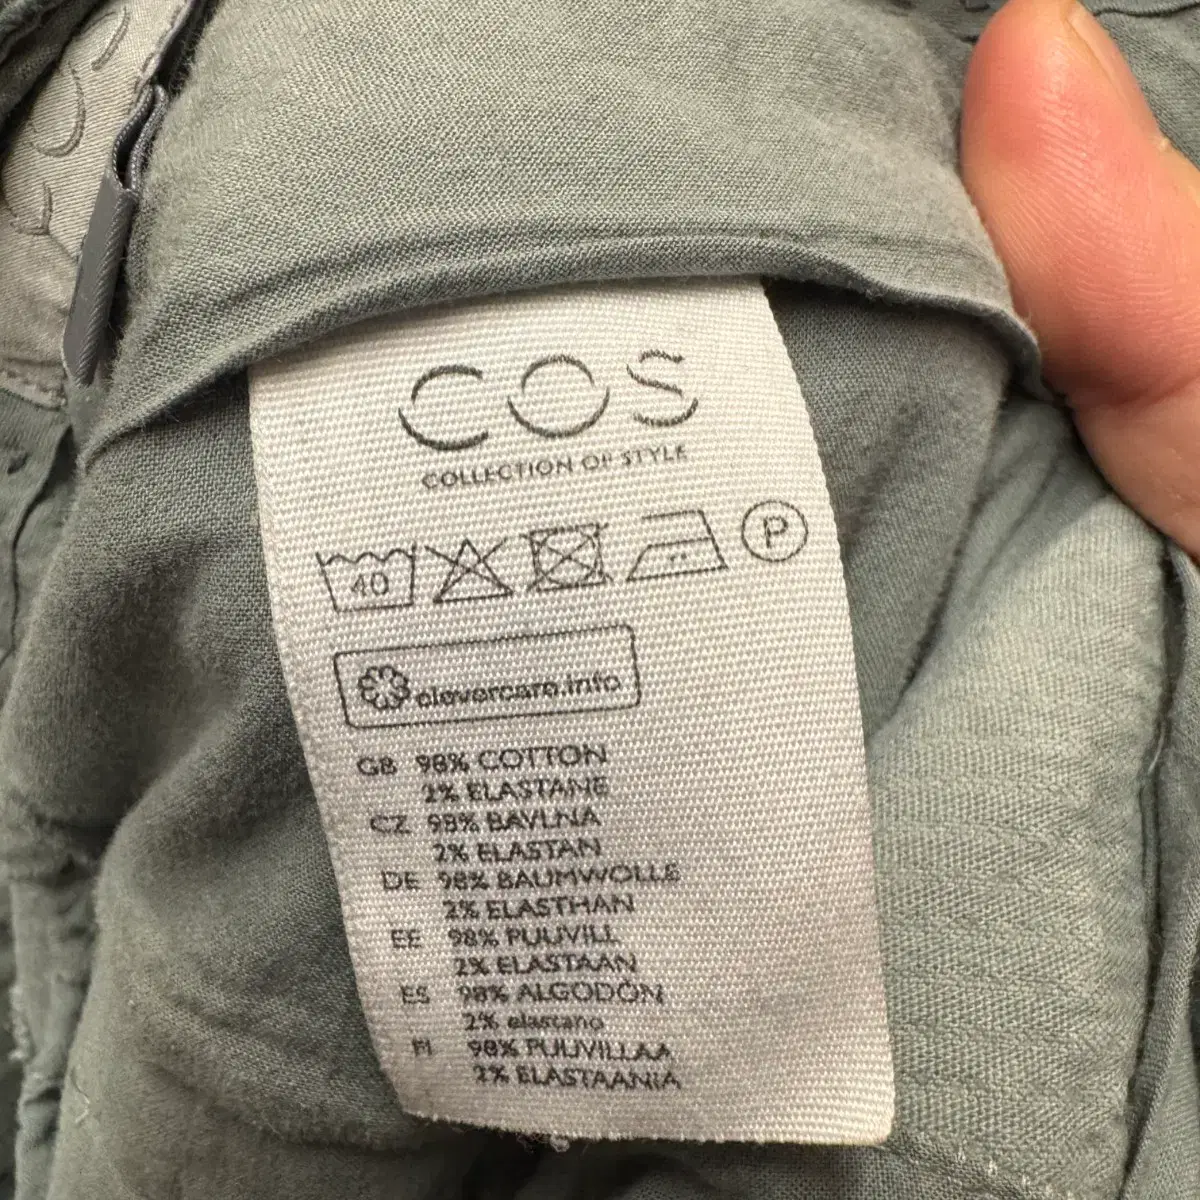 COS
COLLECTION OF STYLE
40 P
clevercare.info
GB 98% COTTON
2% ELASTANE
CZ 98% BAVLNA
2% ELASTAN
DE 98% BAUMWOLLE
2% ELASTHAN
EE 98% PUUVILL
2% ELASTAAN
ES 98% ALGODÓN
2% elastano
FI 98% PUUVILLAA
2% ELASTAANIA